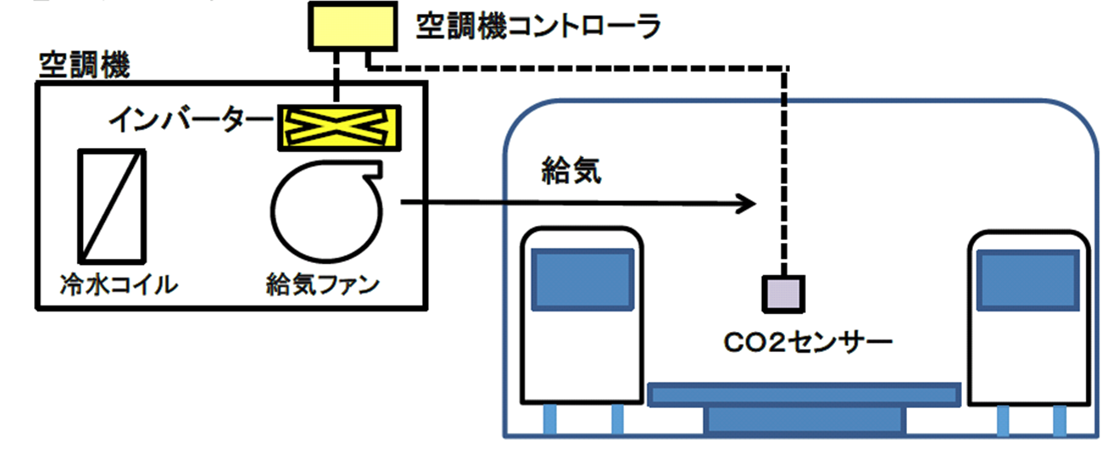 空調機コントローラ
空調機
インバーター
給気
冷水コイル
給気ファン
CO2センサー